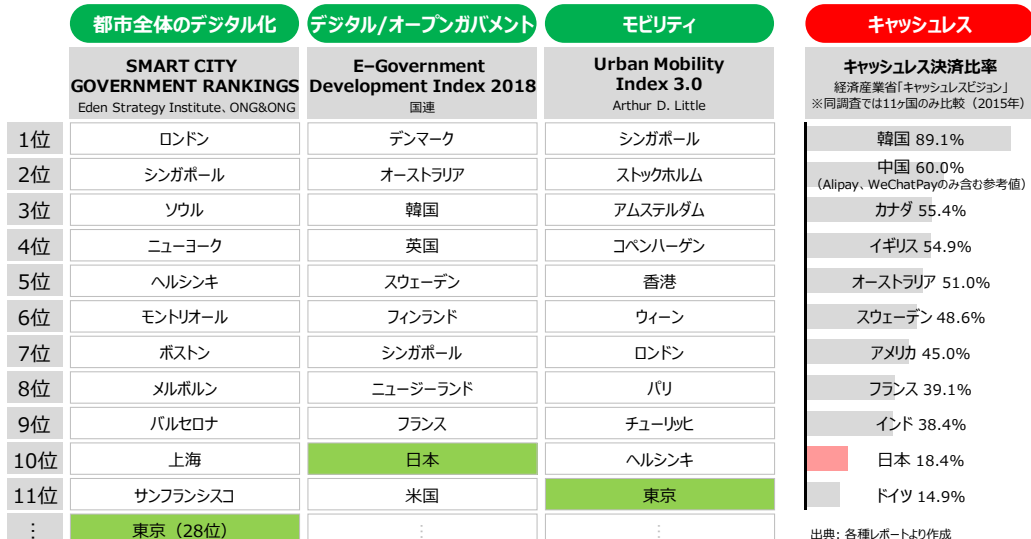 都市全体のデジタル化 デジタル/オープンガバメント モビリティ キャッシュレス
SMART CITY
GOVERNMENT RANKINGS
Eden Strategy Institute、ONG&ONG
E–Government
Development Index 2018
国連
Urban Mobility
Index 3.0
Arthur D. Little
キャッシュレス決済比率
経済産業省「キャッシュレスビジョン」
※同調査では11ヶ国のみ比較（2015年）
1位 ロンドン デンマーク シンガポール 韓国 89.1%
2位 シンガポール オーストラリア ストックホルム 中国 60.0%
（Alipay、WeChatPayのみ含む参考値）
3位 ソウル 韓国 アムステルダム カナダ 55.4%
4位 ニューヨーク 英国 コペンハーゲン イギリス 54.9%
5位 ヘルシンキ スウェーデン 香港 オーストラリア 51.0%
6位 モントリオール フィンランド ウィーン スウェーデン 48.6%
7位 ボストン シンガポール ロンドン アメリカ 45.0%
8位 メルボルン ニュージーランド パリ フランス 39.1%
9位 バルセロナ フランス チューリッヒ インド 38.4%
10位 上海 日本 ヘルシンキ 日本 18.4%
11位 サンフランシスコ 米国 東京 ドイツ 14.9%
⋮ 東京（28位） ⋮ ⋮
出典: 各種レポートより作成